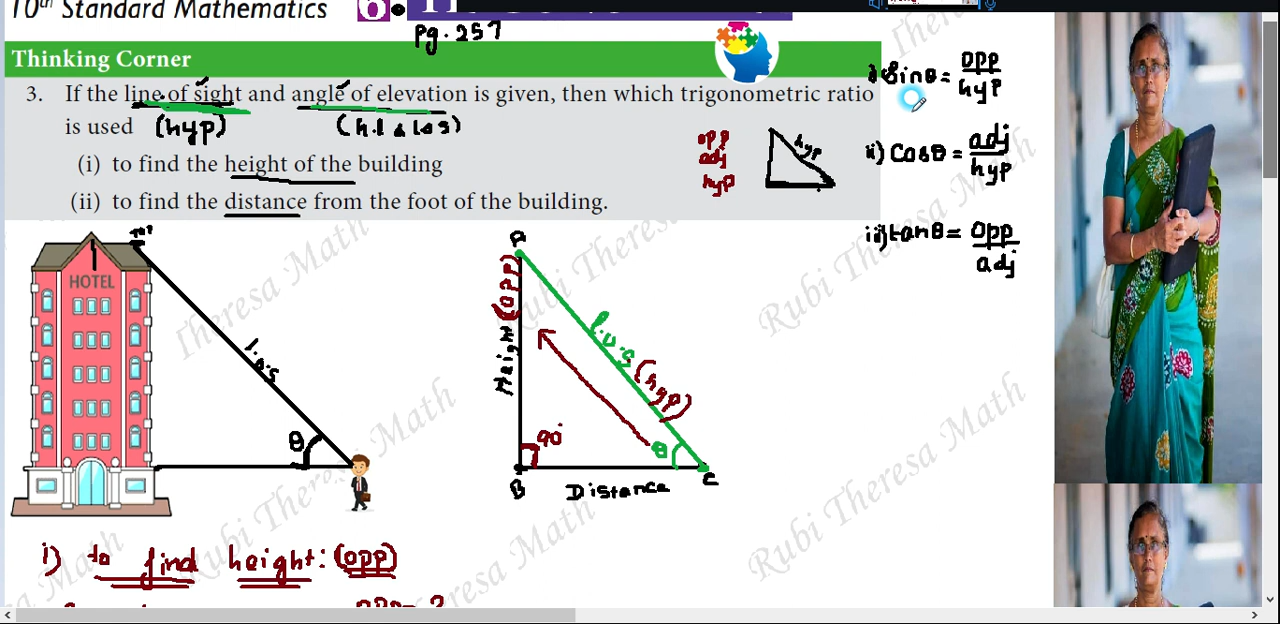 10th Standard Mathematics
6.
Pg. 257
Thinking Corner
3. If the line of sight and angle of elevation is given, then which trigonometric ratio
is used (hyp) (h.l & l.o.s)
(i) to find the height of the building
(ii) to find the distance from the foot of the building.
opp
adj
hyp
hyp
i) Sinθ = opp/hyp
ii) Cosθ = adj/hyp
iii) tanθ = opp/adj
HOTEL
l.o.s
θ
A
Height (opp)
l.o.s (hyp)
90°
θ
B
Distance
C
i) to find height: (opp)
Rubi Theresa Math